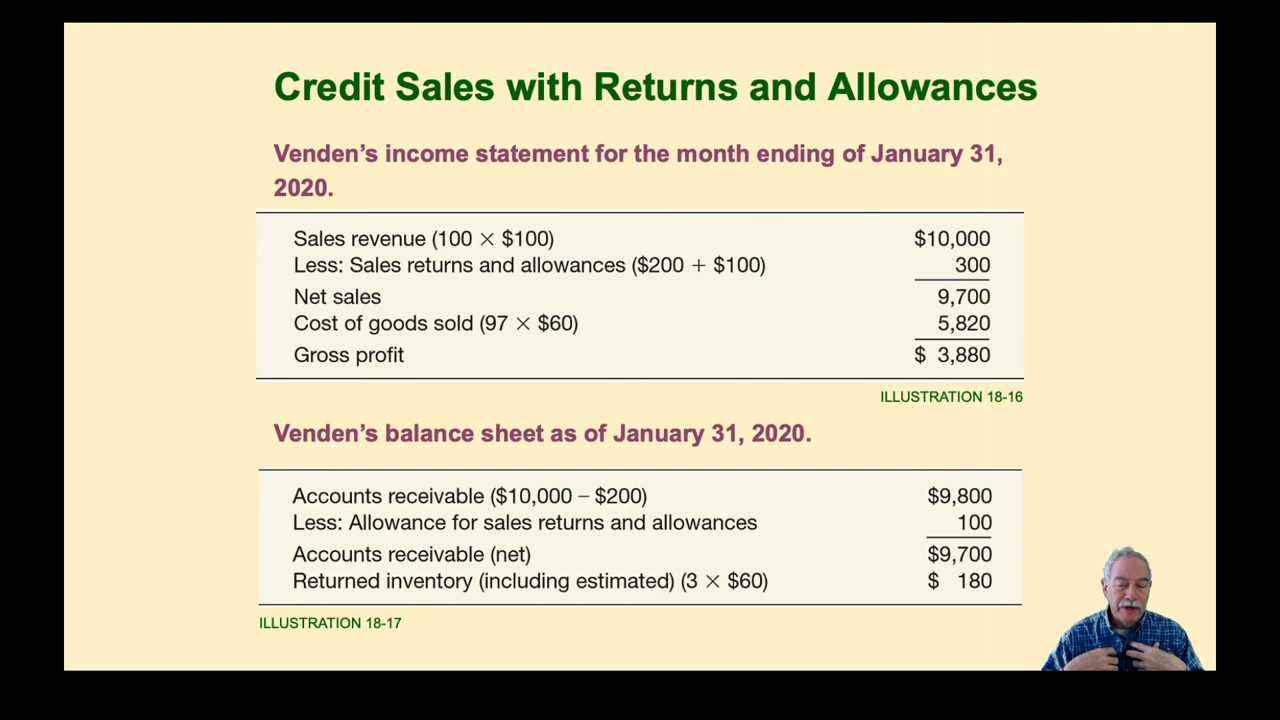 Credit Sales with Returns and Allowances
Venden’s income statement for the month ending of January 31,
2020.
Sales revenue (100 × $100) $10,000
Less: Sales returns and allowances ($200 + $100) 300
Net sales 9,700
Cost of goods sold (97 × $60) 5,820
Gross profit $ 3,880
ILLUSTRATION 18-16
Venden’s balance sheet as of January 31, 2020.
Accounts receivable ($10,000 – $200) $9,800
Less: Allowance for sales returns and allowances 100
Accounts receivable (net) $9,700
Returned inventory (including estimated) (3 × $60) $ 180
ILLUSTRATION 18-17